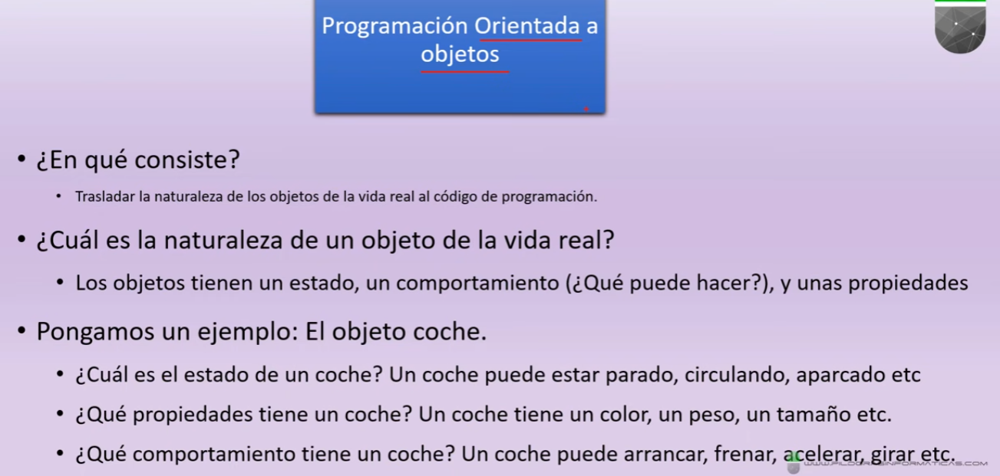 Programación Orientada a
objetos
• ¿En qué consiste?
• Trasladar la naturaleza de los objetos de la vida real al código de programación.
• ¿Cuál es la naturaleza de un objeto de la vida real?
• Los objetos tienen un estado, un comportamiento (¿Qué puede hacer?), y unas propiedades
• Pongamos un ejemplo: El objeto coche.
• ¿Cuál es el estado de un coche? Un coche puede estar parado, circulando, aparcado etc
• ¿Qué propiedades tiene un coche? Un coche tiene un color, un peso, un tamaño etc.
• ¿Qué comportamiento tiene un coche? Un coche puede arrancar, frenar, acelerar, girar etc.
WWW.PILDORASINFORMATICAS.COM